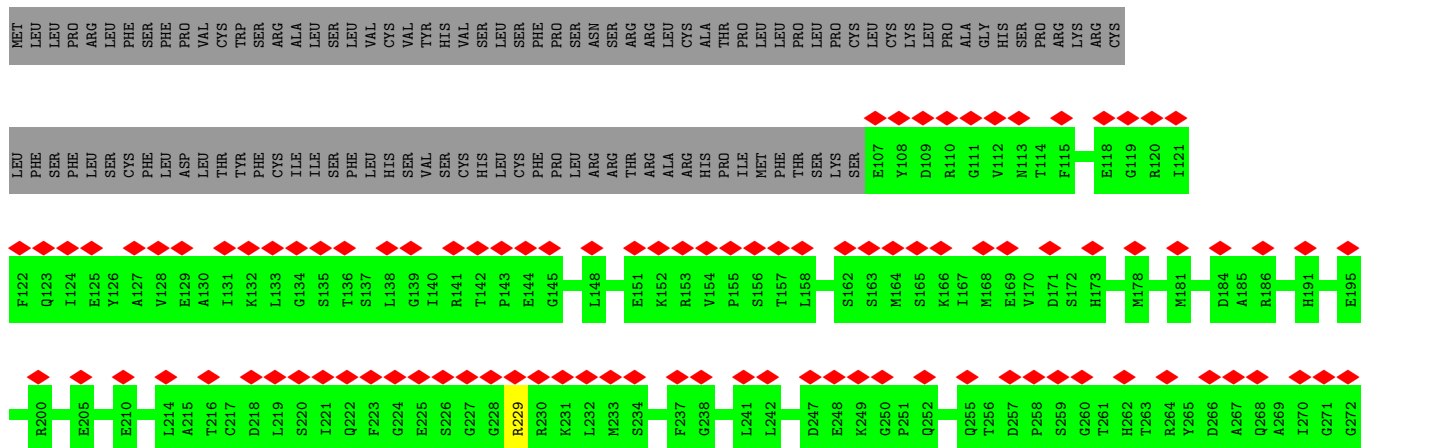 MET LEU LEU PRO ARG LEU PHE SER PHE PRO VAL CYS TRP SER ARG ALA LEU SER LEU VAL CYS VAL TYR HIS VAL SER LEU SER PHE PRO SER ASN SER ARG ARG LEU CYS ALA THR PRO LEU LEU PRO LEU PRO CYS LEU CYS LYS LEU PRO ALA GLY HIS SER PRO ARG LYS ARG CYS
LEU PHE SER PHE LEU SER CYS PHE LEU ASP LEU THR TYR PHE CYS ILE ILE SER PHE LEU HIS SER VAL SER CYS HIS LEU CYS PHE PRO LEU ARG ARG THR ARG ALA ARG HIS PRO ILE MET PHE THR SER LYS SER E107 Y108 D109 R110 G111 V112 N113 T114 F115 E118 G119 R120 I121
F122 Q123 I124 E125 Y126 A127 V128 E129 A130 I131 K132 L133 G134 S135 T136 S137 L138 G139 I140 R141 T142 P143 E144 G145 L148 E151 K152 R153 V154 P155 S156 T157 L158 S162 S163 M164 S165 K166 I167 M168 E169 V170 D171 S172 H173 M178 M181 D184 A185 R186 H191 E195
R200 E205 E210 L214 A215 T216 C217 D218 L219 S220 I221 Q222 F223 G224 E225 S226 G227 G228 R229 R230 K231 L232 M233 S234 F237 G238 L241 L242 D247 E248 K249 G250 P251 Q252 Q255 T256 D257 P258 S259 G260 T261 H262 T263 R264 Y265 D266 A267 Q268 A269 I270 G271 G272